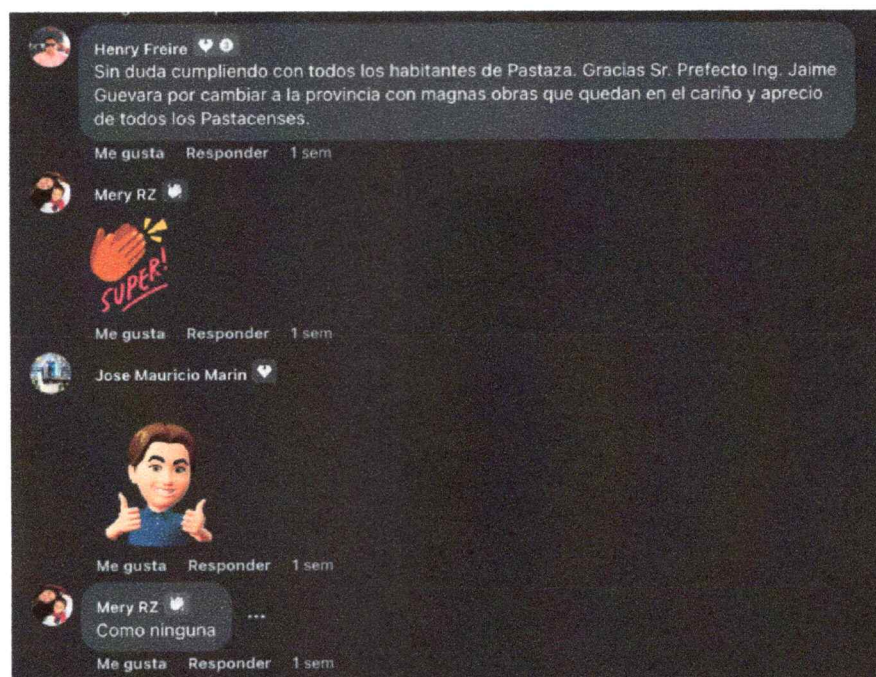 Henry Freire
Sin duda cumpliendo con todos los habitantes de Pastaza. Gracias Sr. Prefecto Ing. Jaime
Guevara por cambiar a la provincia con magnas obras que quedan en el cariño y aprecio
de todos los Pastacenses.
Me gusta Responder 1 sem
Mery RZ
SUPER!
Me gusta Responder 1 sem
Jose Mauricio Marin
Me gusta Responder 1 sem
Mery RZ
...
Como ninguna
Me gusta Responder 1 sem